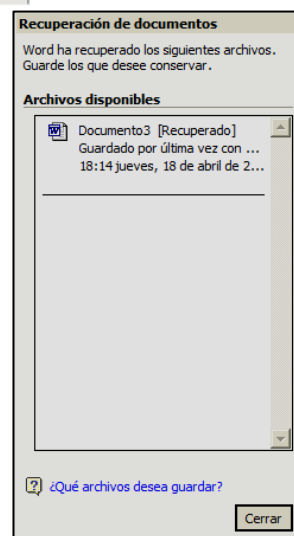 Recuperación de documentos
Word ha recuperado los siguientes archivos.
Guarde los que desee conservar.
Archivos disponibles
Documento3 [Recuperado]
Guardado por última vez con ...
18:14 jueves, 18 de abril de 2...
¿Qué archivos desea guardar?
Cerrar